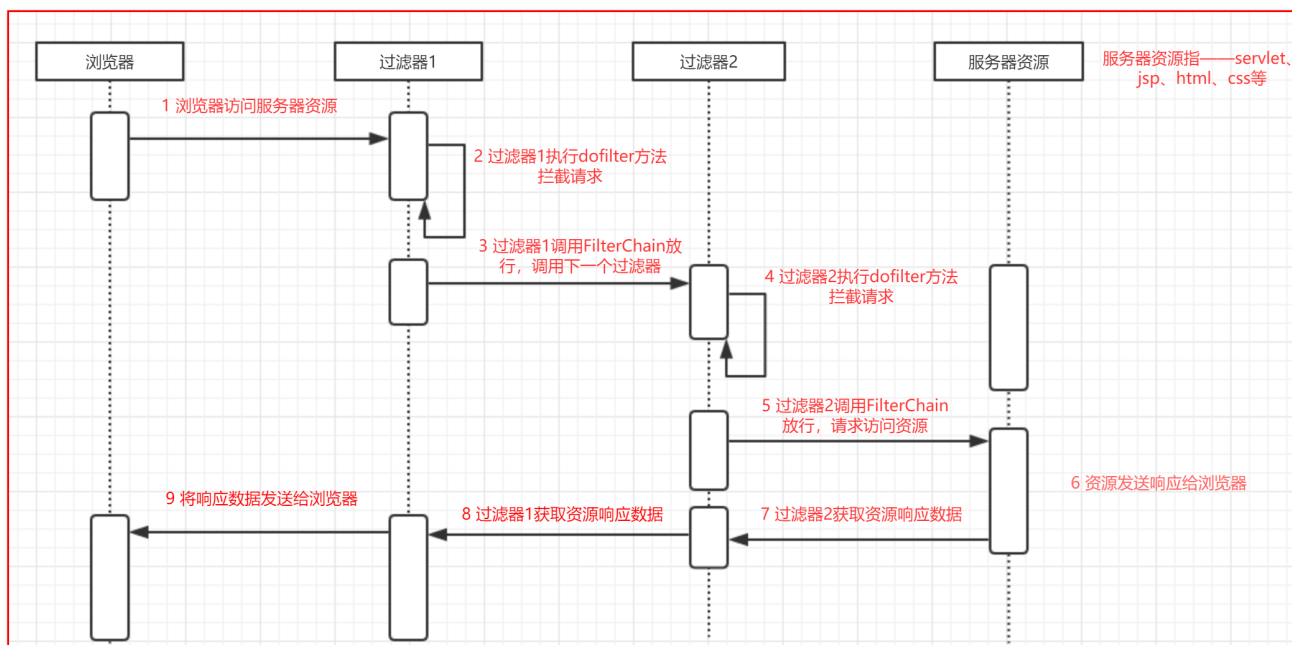 浏览器
过滤器1
过滤器2
服务器资源
服务器资源指——servlet、
jsp、html、css等
1 浏览器访问服务器资源
2 过滤器1执行dofilter方法
拦截请求
3 过滤器1调用FilterChain放
行，调用下一个过滤器
4 过滤器2执行dofilter方法
拦截请求
5 过滤器2调用FilterChain
放行，请求访问资源
6 资源发送响应给浏览器
7 过滤器2获取资源响应数据
8 过滤器1获取资源响应数据
9 将响应数据发送给浏览器